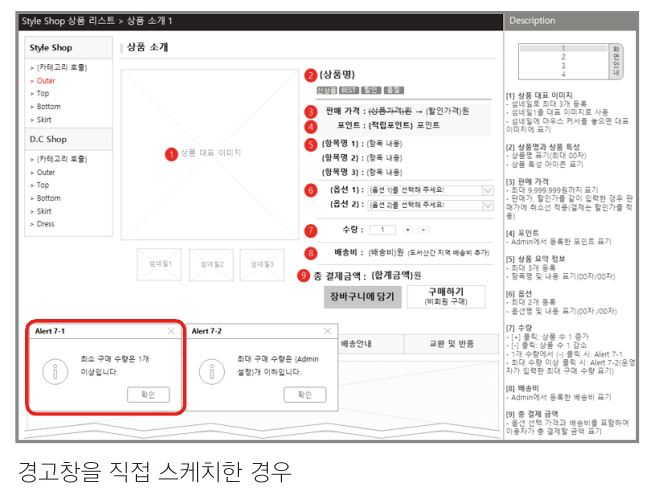 Style Shop 상품 리스트 > 상품 소개 1
Style Shop
> {카테고리 호출}
> Outer
> Top
> Bottom
> Skirt
D.C Shop
> {카테고리 호출}
> Outer
> Top
> Bottom
> Skirt
> Dress
상품 소개
1 상품 대표 이미지
섬네일1
섬네일2
섬네일3
2 {상품명}
신상품 BEST 할인 품절
3 판매 가격 : {상품가격}원 → {할인가격}원
4 포인트 : {적립포인트} 포인트
5 {항목명 1} : {항목 내용}
{항목명 2} : {항목 내용}
{항목명 3} : {항목 내용}
6 {옵션 1} : {옵션 1}를 선택해 주세요!
{옵션 2} : {옵션 2}를 선택해 주세요!
7 수량 : 1 + -
8 배송비 : {배송비}원 (도서산간 지역 배송비 추가)
9 총 결제금액 : {합계금액}원
장바구니에 담기
구매하기
(비회원 구매)
배송안내
교환 및 반품
Alert 7-1
최소 구매 수량은 1개
이상입니다.
확인
Alert 7-2
최대 구매 수량은 {Admin
설정}개 이하입니다.
확인
Description
1
2
3
4
화면안내
[1] 상품 대표 이미지
- 섬네일로 최대 3개 등록
- 섬네일1를 대표 이미지로 사용
- 섬네일에 마우스 커서를 놓으면 대표
이미지에 표기
[2] 상품명과 상품 특성
- 상품명 표기(최대 00자)
- 상품 특성 아이콘 표기
[3] 판매 가격
- 최대 9,999,999원까지 표기
- 판매가, 할인가를 같이 입력한 경우 판
매가에 취소선 적용(결제는 할인가를 적
용)
[4] 포인트
- Admin에서 등록한 포인트 표기
[5] 상품 요약 정보
- 최대 3개 등록
- 항목명 및 내용 표기(00자/00자)
[6] 옵션
- 최대 2개 등록
- 옵션명 및 내용 표기(00자/00자)
[7] 수량
- [+] 클릭: 상품 수 1 증가
- [-] 클릭: 상품 수 1 감소
- 1개 수량에서 (-) 클릭 시: Alert 7-1
- 최대 수량 이상 클릭 시: Alert 7-2(운영
자가 입력한 최대 구매 수량 표기)
[8] 배송비
- Admin에서 등록한 배송비 표기
[9] 총 결제 금액
- 옵션 선택 가격과 배송비를 포함하여
이용자가 총 결제할 금액 표기
경고창을 직접 스케치한 경우